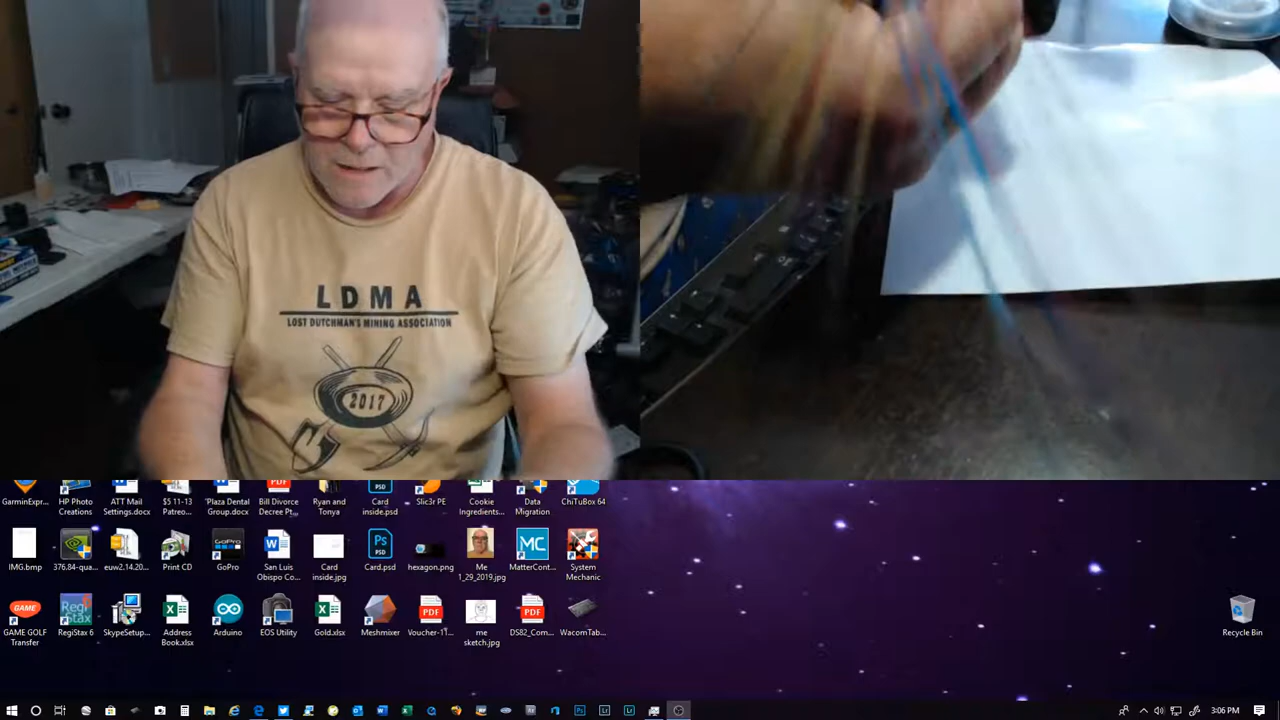 LDMA
LOST DUTCHMAN'S MINING ASSOCIATION
2017
GarminExpr...
HP Photo Creations
ATT Mail Settings.docx
$5 11-13 Patreo...
'Plaza Dental Group.docx
Bill Divorce Decree Pt...
Ryan and Tonya
Card inside.psd
Slic3r PE
Cookie Ingredients...
Data Migration
ChiTuBox 64
IMG.bmp
376.84-qua...
euw2.14.20...
Print CD
GoPro
San Luis Obispo Co...
Card inside.jpg
Card.psd
hexagon.png
Me 1_29_2019.jpg
MatterCont...
System Mechanic
GAME GOLF Transfer
RegiStax 6
SkypeSetup...
Address Book.xlsx
Arduino
EOS Utility
Gold.xlsx
Meshmixer
Voucher-1T...
me sketch.jpg
DS82_Com...
WacomTab...
Recycle Bin
3:06 PM